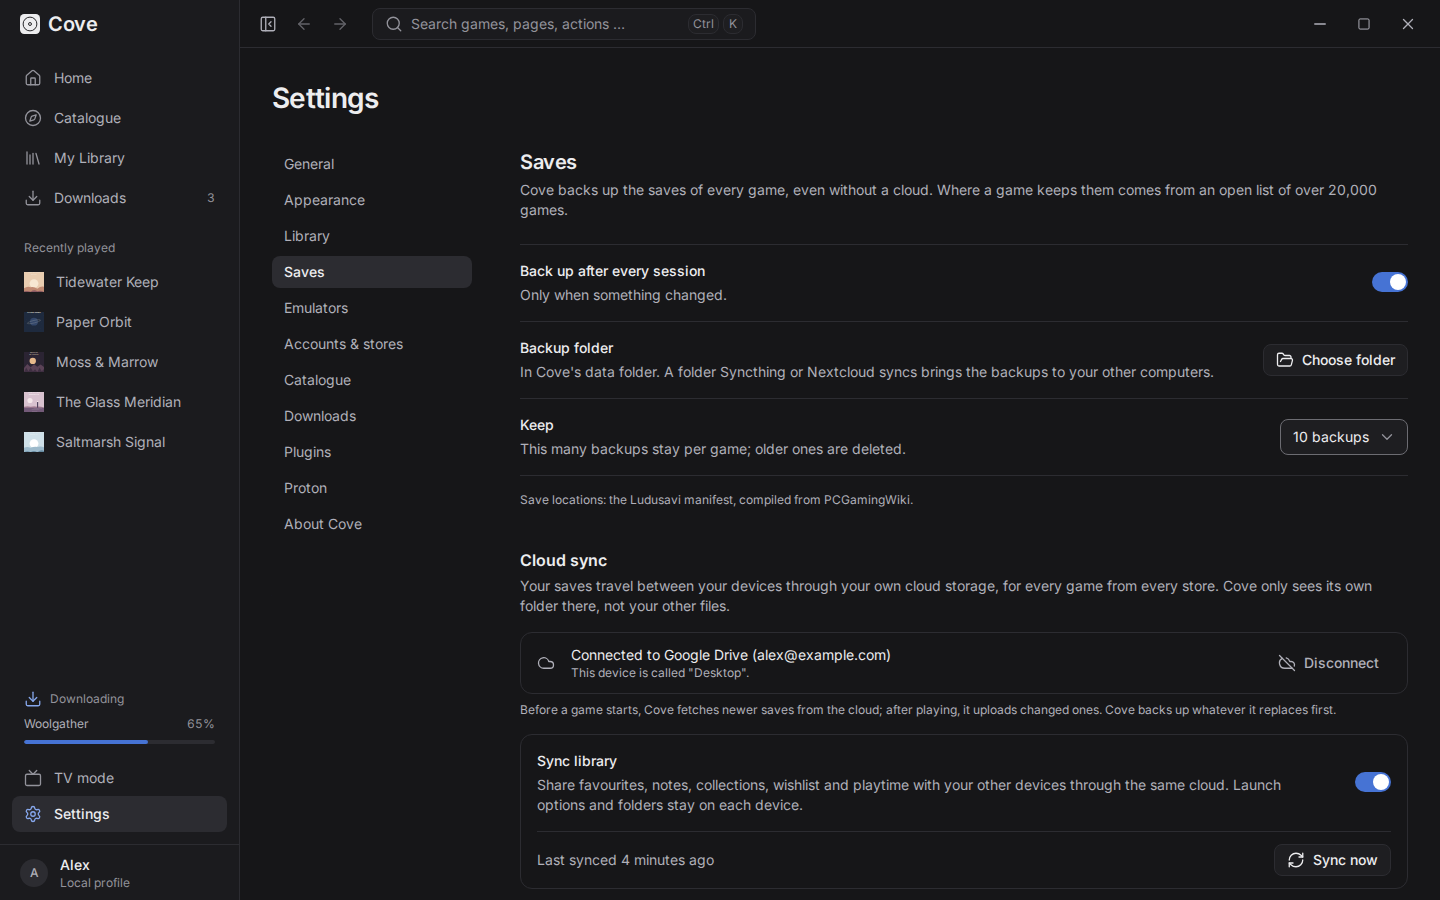 Cove
Search games, pages, actions ...
Ctrl
K
Home
Catalogue
My Library
Downloads
3
Recently played
Tidewater Keep
Paper Orbit
Moss & Marrow
The Glass Meridian
Saltmarsh Signal
Downloading
Woolgather
65%
TV mode
Settings
A
Alex
Local profile
Settings
General
Appearance
Library
Saves
Emulators
Accounts & stores
Catalogue
Downloads
Plugins
Proton
About Cove
Saves
Cove backs up the saves of every game, even without a cloud. Where a game keeps them comes from an open list of over 20,000
games.
Back up after every session
Only when something changed.
Backup folder
In Cove's data folder. A folder Syncthing or Nextcloud syncs brings the backups to your other computers.
Choose folder
Keep
This many backups stay per game; older ones are deleted.
10 backups
Save locations: the Ludusavi manifest, compiled from PCGamingWiki.
Cloud sync
Your saves travel between your devices through your own cloud storage, for every game from every store. Cove only sees its own
folder there, not your other files.
Connected to Google Drive (alex@example.com)
This device is called "Desktop".
Disconnect
Before a game starts, Cove fetches newer saves from the cloud; after playing, it uploads changed ones. Cove backs up whatever it replaces first.
Sync library
Share favourites, notes, collections, wishlist and playtime with your other devices through the same cloud. Launch
options and folders stay on each device.
Last synced 4 minutes ago
Sync now